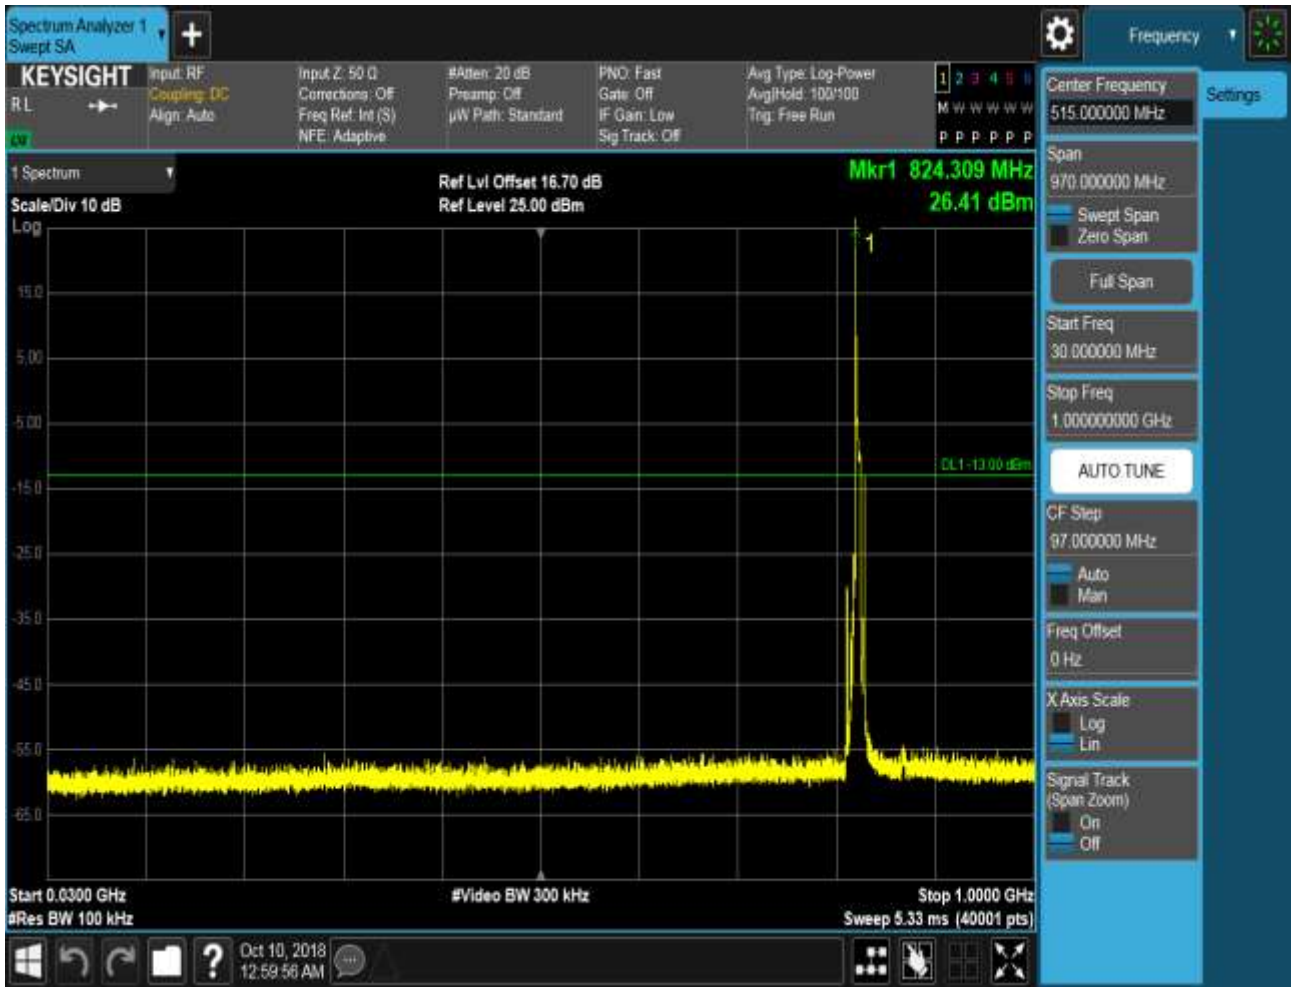 Spectrum Analyzer 1
Swept SA
Frequency
KEYSIGHT
R L
Input: RF
Coupling: DC
Align: Auto
Input Z: 50 Ω
Corrections: Off
Freq Ref: Int (S)
NFE: Adaptive
#Atten: 20 dB
Preamp: Off
µW Path: Standard
PNO: Fast
Gate: Off
IF Gain: Low
Sig Track: Off
Avg Type: Log-Power
Avg|Hold: 100/100
Trig: Free Run
1 2 3 4 5 6
M W W W W W
P P P P P P
Center Frequency
515.000000 MHz
Settings
Span
970.000000 MHz
Swept Span
Zero Span
Full Span
Start Freq
30.000000 MHz
Stop Freq
1.000000000 GHz
AUTO TUNE
CF Step
97.000000 MHz
Auto
Man
Freq Offset
0 Hz
X Axis Scale
Log
Lin
Signal Track
(Span Zoom)
On
Off
1 Spectrum
Scale/Div 10 dB
Ref Lvl Offset 16.70 dB
Ref Level 25.00 dBm
Mkr1 824.309 MHz
26.41 dBm
Log
1
15.0
5.00
-5.00
DL1 -13.00 dBm
-15.0
-25.0
-35.0
-45.0
-55.0
-65.0
Start 0.0300 GHz
#Video BW 300 kHz
Stop 1.0000 GHz
#Res BW 100 kHz
Sweep 5.33 ms (40001 pts)
?
Oct 10, 2018
12:59:56 AM